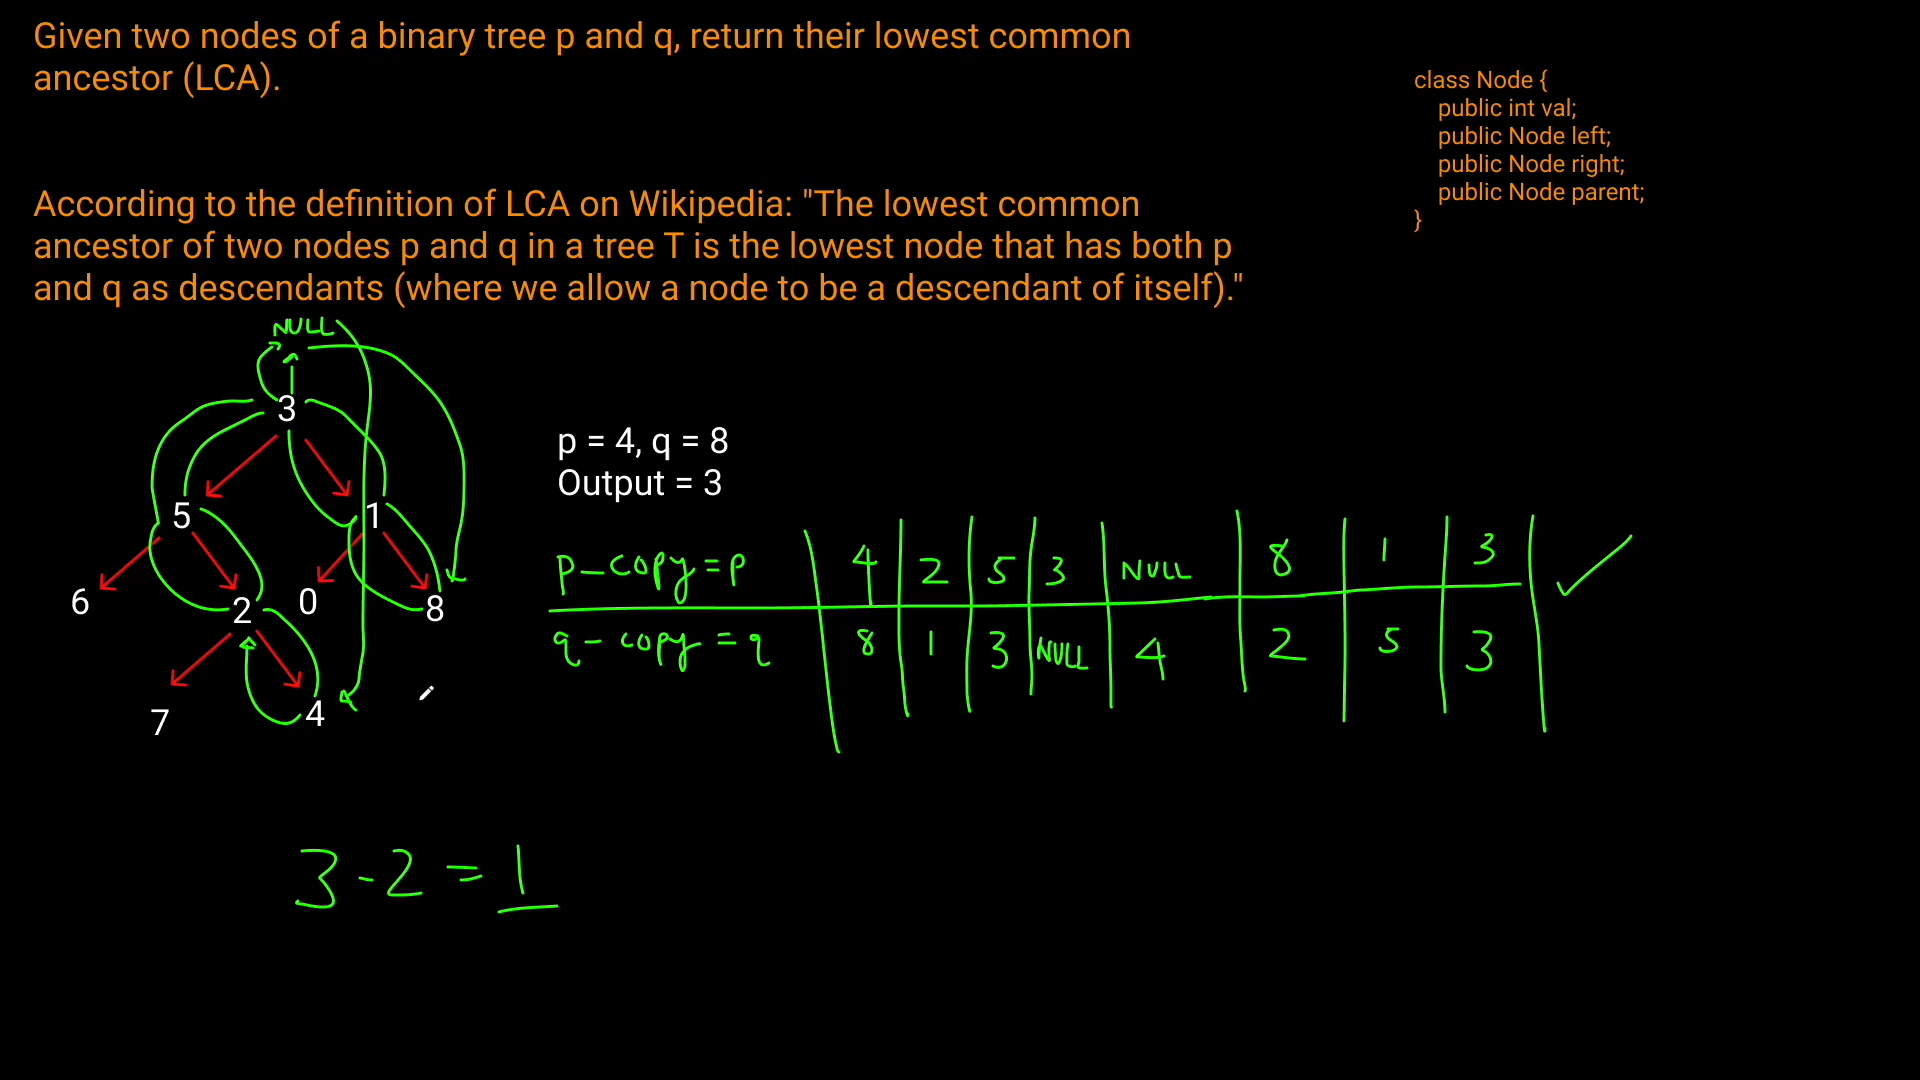 Given two nodes of a binary tree p and q, return their lowest common
ancestor (LCA).
class Node {
public int val;
public Node left;
public Node right;
public Node parent;
}
According to the definition of LCA on Wikipedia: "The lowest common
ancestor of two nodes p and q in a tree T is the lowest node that has both p
and q as descendants (where we allow a node to be a descendant of itself)."
NULL
3
5 1
6 2 0 8
7 4
p = 4, q = 8
Output = 3
p_copy = p 4 2 5 3 NULL 8 1 3
q-copy = q 8 1 3 NULL 4 2 5 3
3 - 2 = 1